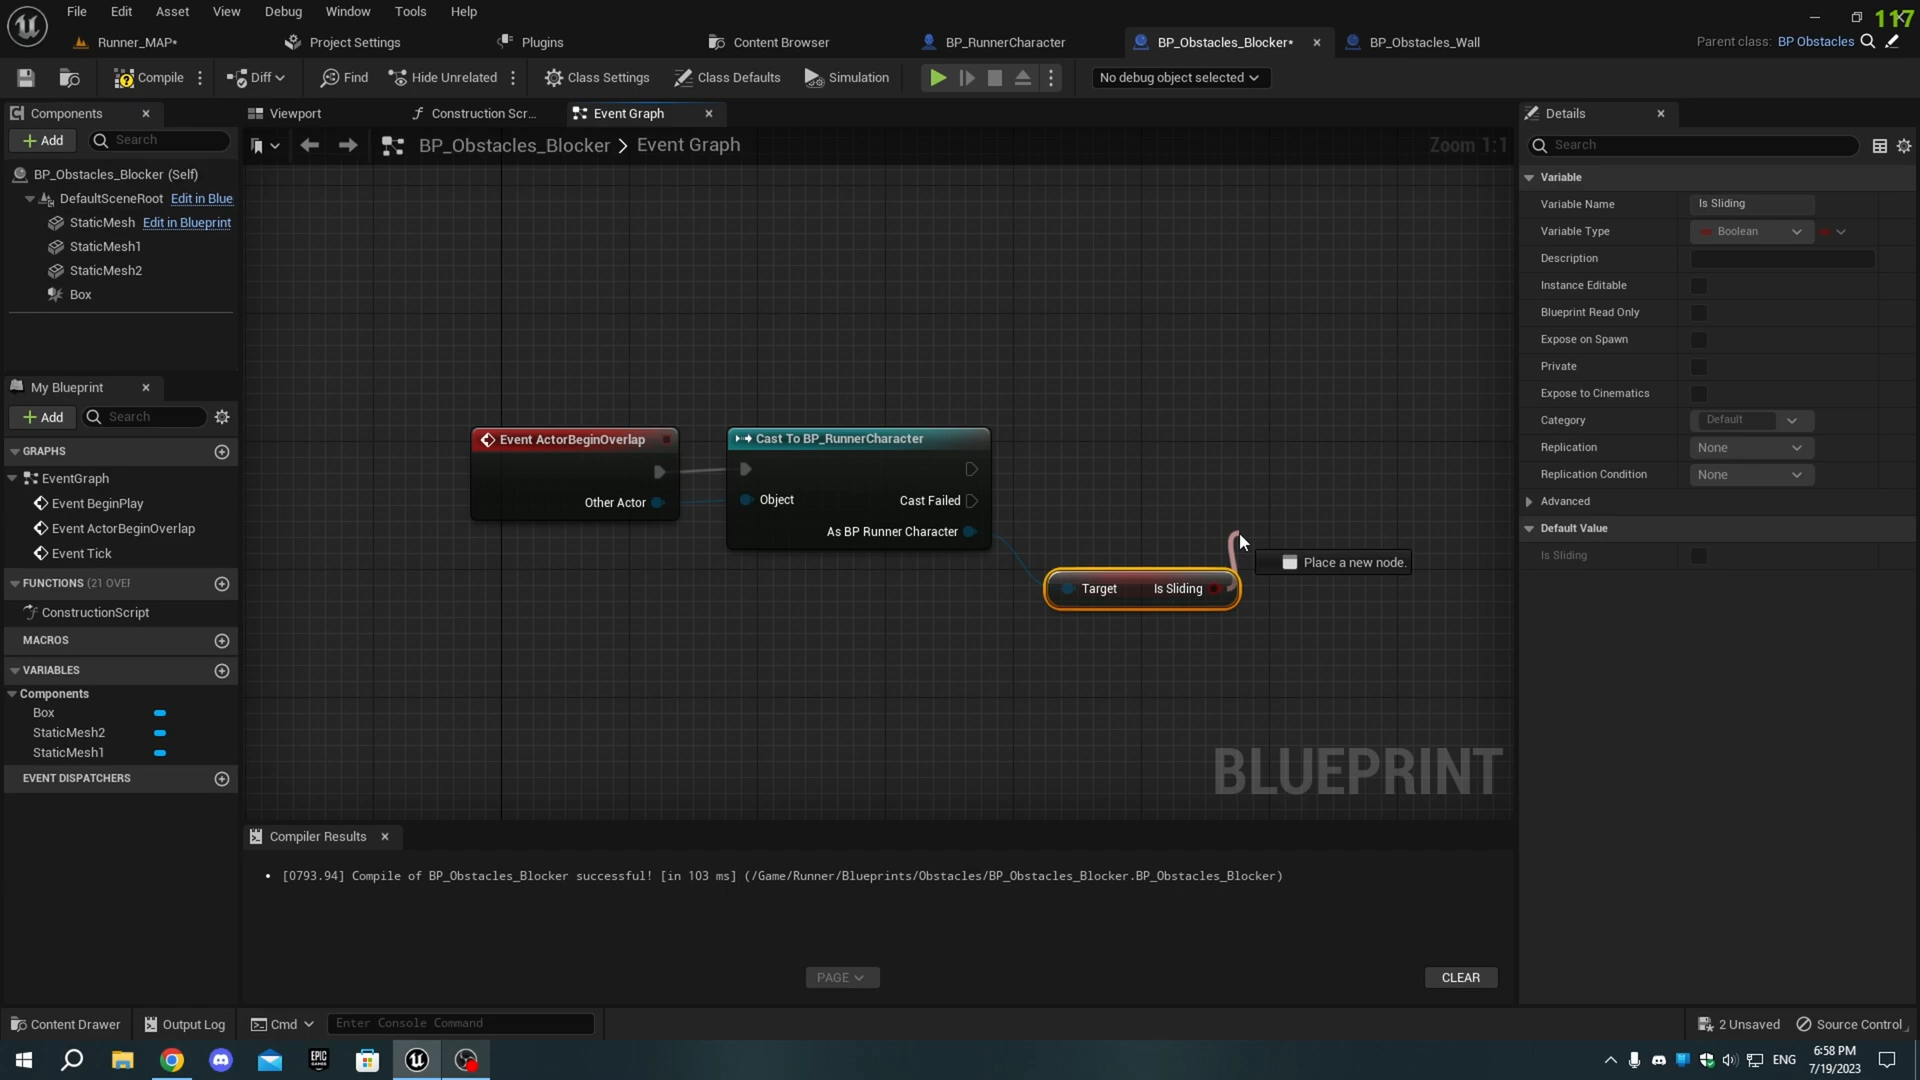 File Edit Asset View Debug Window Tools Help
117
Runner_MAP* Project Settings Plugins Content Browser BP_RunnerCharacter BP_Obstacles_Blocker* BP_Obstacles_Wall Parent class: BP Obstacles
Compile Diff Find Hide Unrelated Class Settings Class Defaults Simulation No debug object selected
Components
Add Search
BP_Obstacles_Blocker (Self)
DefaultSceneRoot Edit in Blue
StaticMesh Edit in Blueprint
StaticMesh1
StaticMesh2
Box
My Blueprint
Add Search
GRAPHS
EventGraph
Event BeginPlay
Event ActorBeginOverlap
Event Tick
FUNCTIONS (21 OVE
ConstructionScript
MACROS
VARIABLES
Components
Box
StaticMesh2
StaticMesh1
EVENT DISPATCHERS
Viewport Construction Scr... Event Graph
BP_Obstacles_Blocker > Event Graph Zoom 1:1
Event ActorBeginOverlap
Other Actor
Cast To BP_RunnerCharacter
Object Cast Failed
As BP Runner Character
Target Is Sliding
Place a new node.
BLUEPRINT
Compiler Results
• [0793.94] Compile of BP_Obstacles_Blocker successful! [in 103 ms] (/Game/Runner/Blueprints/Obstacles/BP_Obstacles_Blocker.BP_Obstacles_Blocker)
PAGE CLEAR
Details
Search
Variable
Variable Name Is Sliding
Variable Type Boolean
Description
Instance Editable
Blueprint Read Only
Expose on Spawn
Private
Expose to Cinematics
Category Default
Replication None
Replication Condition None
Advanced
Default Value
Is Sliding
Content Drawer Output Log Cmd Enter Console Command 2 Unsaved Source Control
EPIC GAMES
ENG
6:58 PM
7/19/2023